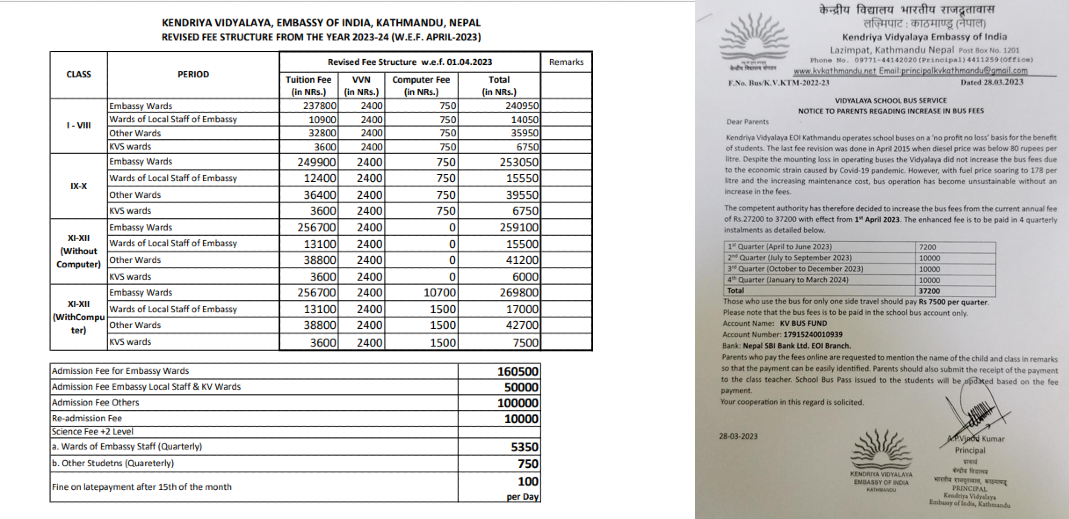 KENDRIYA VIDYALAYA, EMBASSY OF INDIA, KATHMANDU, NEPAL
REVISED FEE STRUCTURE FROM THE YEAR 2023-24 (W.E.F. APRIL-2023)
CLASS PERIOD Revised Fee Structure w.e.f. 01.04.2023 Remarks
Tuition Fee (in NRs.) VVN (in NRs.) Computer Fee (in NRs.) Total (in NRs.)
I - VIII
Embassy Wards 237800 2400 750 240950
Wards of Local Staff of Embassy 10900 2400 750 14050
Other Wards 32800 2400 750 35950
KVS wards 3600 2400 750 6750
IX-X
Embassy Wards 249900 2400 750 253050
Wards of Local Staff of Embassy 12400 2400 750 15550
Other Wards 36400 2400 750 39550
KVS wards 3600 2400 750 6750
XI-XII (Without Computer)
Embassy Wards 256700 2400 0 259100
Wards of Local Staff of Embassy 13100 2400 0 15500
Other Wards 38800 2400 0 41200
KVS wards 3600 2400 0 6000
XI-XII (WithCompu ter)
Embassy Wards 256700 2400 10700 269800
Wards of Local Staff of Embassy 13100 2400 1500 17000
Other Wards 38800 2400 1500 42700
KVS wards 3600 2400 1500 7500
Admission Fee for Embassy Wards 160500
Admission Fee Embassy Local Staff & KV Wards 50000
Admission Fee Others 100000
Re-admission Fee 10000
Science Fee +2 Level
a. Wards of Embassy Staff (Quarterly) 5350
b. Other Studetns (Quareterly) 750
Fine on latepayment after 15th of the month 100 per Day
केन्द्रीय विद्यालय भारतीय राजदूतावास
लज़िमपाट : काठमाण्डू (नेपाल)
Kendriya Vidyalaya Embassy of India
Lazimpat, Kathmandu Nepal Post Box No. 1201
Phone No. 09771-44142020 (Principal) 4411259 (Office)
www.kvkathmandu.net Email:principalkvkathmandu@gmail.com
केन्द्रीय विद्यालय संगठन
F.No. Bus/K.V.KTM-2022-23 Dated 28.03.2023
VIDYALAYA SCHOOL BUS SERVICE
NOTICE TO PARENTS REGADING INCREASE IN BUS FEES
Dear Parents
Kendriya Vidyalaya EOI Kathmandu operates school buses on a 'no profit no loss' basis for the benefit
of students. The last fee revision was done in April 2015 when diesel price was below 80 rupees per
litre. Despite the mounting loss in operating buses the Vidyalaya did not increase the bus fees due
to the economic strain caused by Covid-19 pandemic. However, with fuel price soaring to 178 per
litre and the increasing maintenance cost, bus operation has become unsustainable without an
increase in the fees.
The competent authority has therefore decided to increase the bus fees from the current annual fee
of Rs.27200 to 37200 with effect from 1st April 2023. The enhanced fee is to be paid in 4 quarterly
instalments as detailed below.
1st Quarter (April to June 2023) 7200
2nd Quarter (July to September 2023) 10000
3rd Quarter (October to December 2023) 10000
4th Quarter (January to March 2024) 10000
Total 37200
Those who use the bus for only one side travel should pay Rs 7500 per quarter.
Please note that the bus fees is to be paid in the school bus account only.
Account Name: KV BUS FUND
Account Number: 17915240010939
Bank: Nepal SBI Bank Ltd. EOI Branch.
Parents who pay the fees online are requested to mention the name of the child and class in remarks
so that the payment can be easily identified. Parents should also submit the receipt of the payment
to the class teacher. School Bus Pass issued to the students will be updated based on the fee
payment.
Your cooperation in this regard is solicited.
28-03-2023
A.P.Vinod Kumar
Principal
प्राचार्य
केन्द्रीय विद्यालय
भारतीय राजदूतावास, काठमाण्डू
PRINCIPAL
Kendriya Vidyalaya
Embassy of India, Kathmandu
KENDRIYA VIDYALAYA
EMBASSY OF INDIA
KATHMANDU